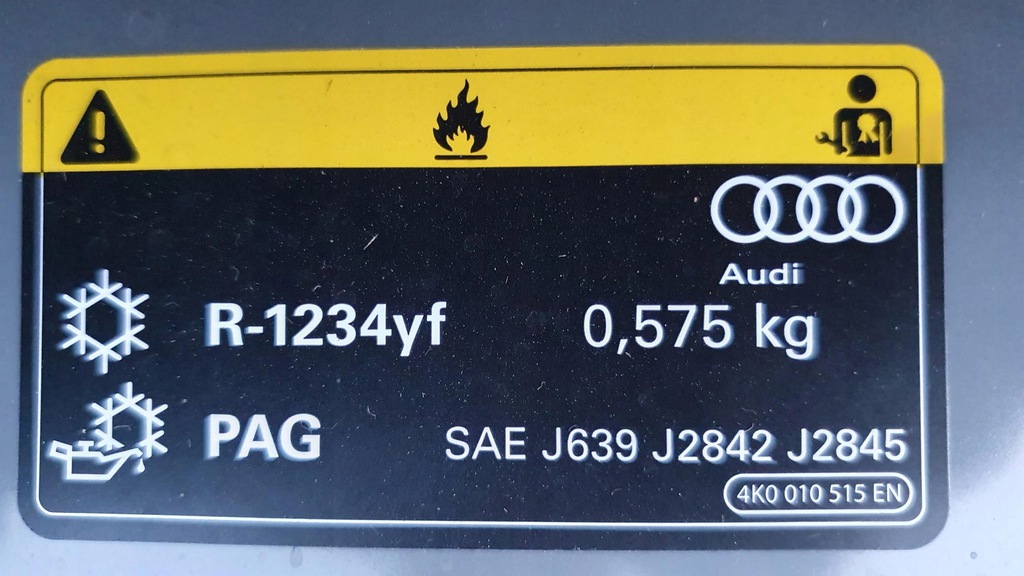 Audi
R-1234yf 0,575 kg
PAG SAE J639 J2842 J2845
4K0 010 515 EN